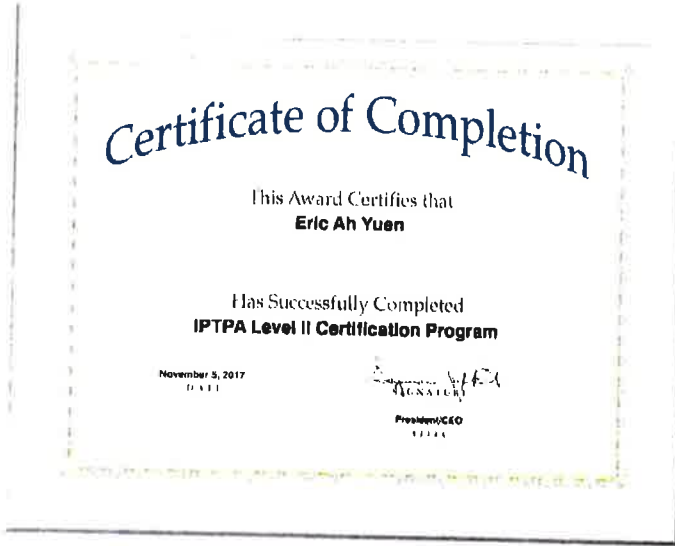 Certificate of Completion
This Award Certifies that
Eric Ah Yuen
Has Successfully Completed
IPTPA Level II Certification Program
November 5, 2017
DATE
SIGNATURE
President/CEO
TITLE